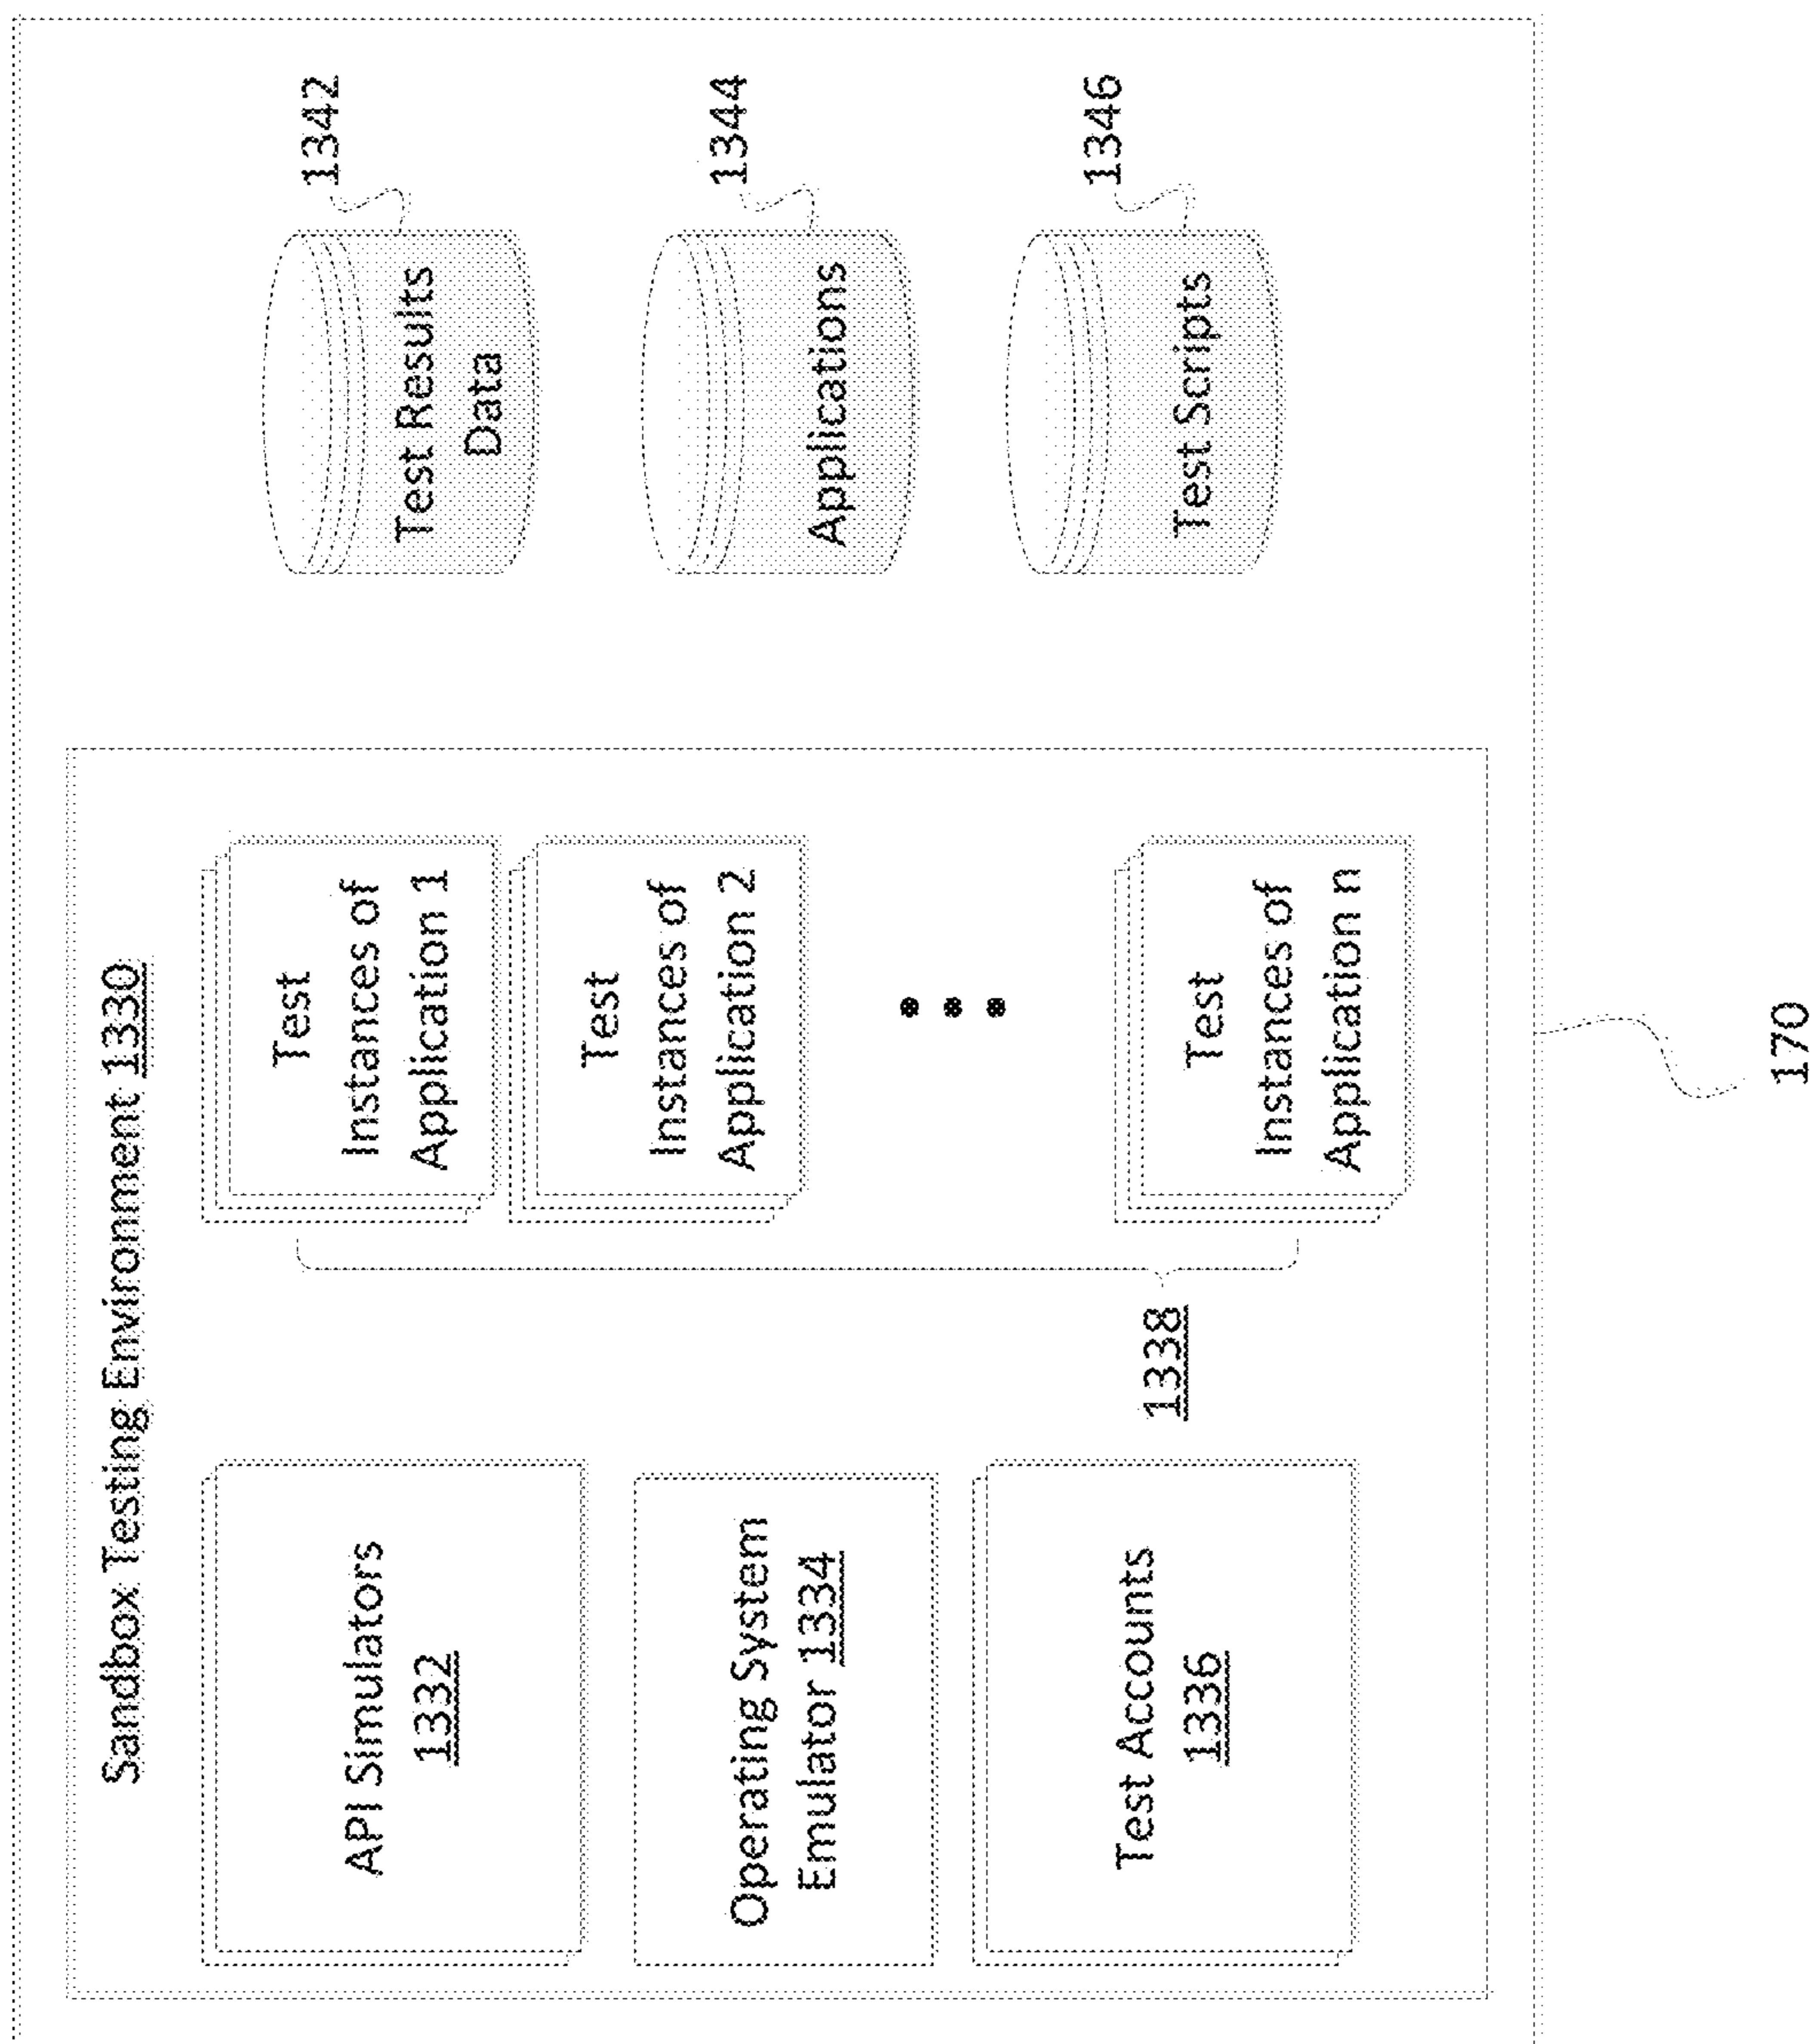 Sandbox Testing Environment 1330
API Simulators
1332
Operating System
Emulator 1334
Test Accounts
1336
1338
Test
Instances of
Application 1
Test
Instances of
Application 2
Test
Instances of
Application n
Test Results
Data
1342
Applications
1344
Test Scripts
1346
170